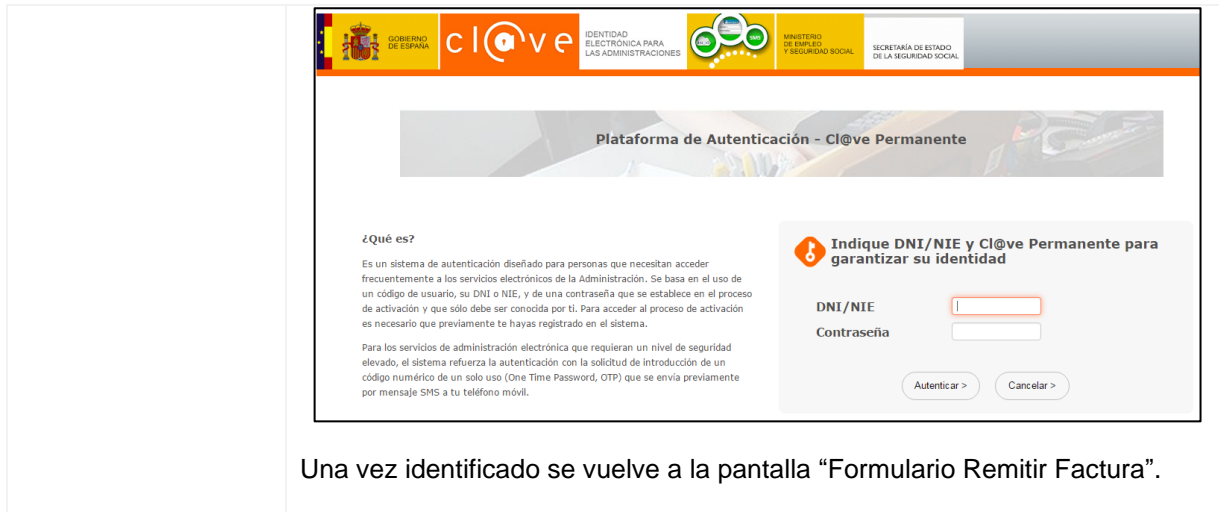 GOBIERNO
DE ESPAÑA
cl@ve
IDENTIDAD
ELECTRÓNICA PARA
LAS ADMINISTRACIONES
SMS
MINISTERIO
DE EMPLEO
Y SEGURIDAD SOCIAL
SECRETARÍA DE ESTADO
DE LA SEGURIDAD SOCIAL
Plataforma de Autenticación - Cl@ve Permanente
¿Qué es?
Es un sistema de autenticación diseñado para personas que necesitan acceder
frecuentemente a los servicios electrónicos de la Administración. Se basa en el uso de
un código de usuario, su DNI o NIE, y de una contraseña que se establece en el proceso
de activación y que sólo debe ser conocida por ti. Para acceder al proceso de activación
es necesario que previamente te hayas registrado en el sistema.
Para los servicios de administración electrónica que requieran un nivel de seguridad
elevado, el sistema refuerza la autenticación con la solicitud de introducción de un
código numérico de un solo uso (One Time Password, OTP) que se envía previamente
por mensaje SMS a tu teléfono móvil.
Indique DNI/NIE y Cl@ve Permanente para
garantizar su identidad
DNI/NIE
Contraseña
Autenticar >
Cancelar >
Una vez identificado se vuelve a la pantalla “Formulario Remitir Factura”.